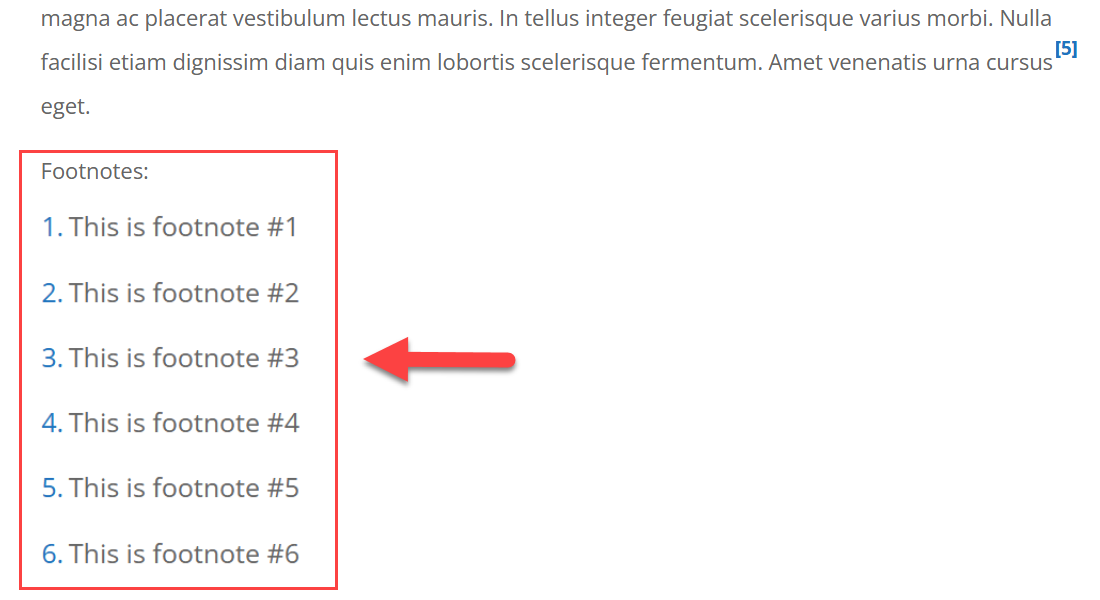 magna ac placerat vestibulum lectus mauris. In tellus integer feugiat scelerisque varius morbi. Nulla
facilisi etiam dignissim diam quis enim lobortis scelerisque fermentum. Amet venenatis urna cursus [5]
eget.
Footnotes:
1. This is footnote #1
2. This is footnote #2
3. This is footnote #3
4. This is footnote #4
5. This is footnote #5
6. This is footnote #6